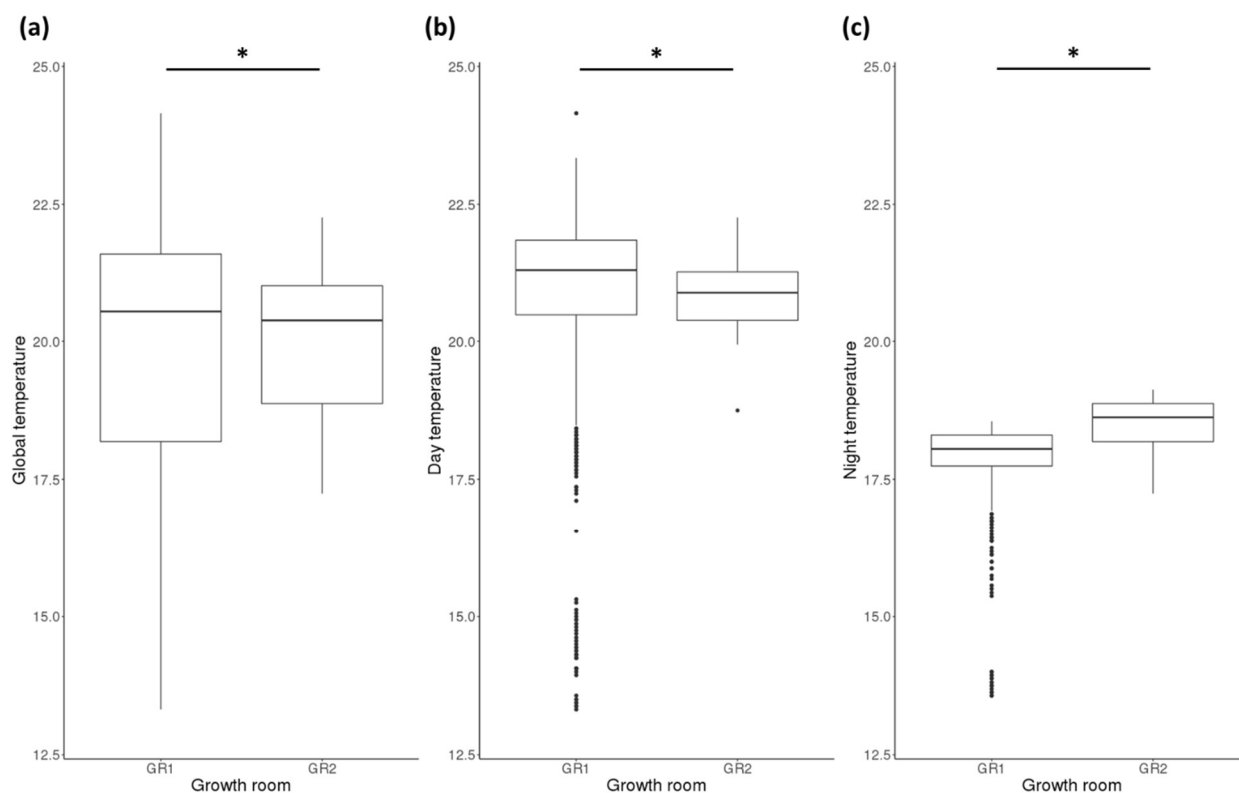 (a)
*
25.0
22.5
20.0
17.5
15.0
12.5
Global temperature
GR1 GR2
Growth room
(b)
*
25.0
22.5
20.0
17.5
15.0
12.5
Day temperature
GR1 GR2
Growth room
(c)
*
25.0
22.5
20.0
17.5
15.0
12.5
Night temperature
GR1 GR2
Growth room